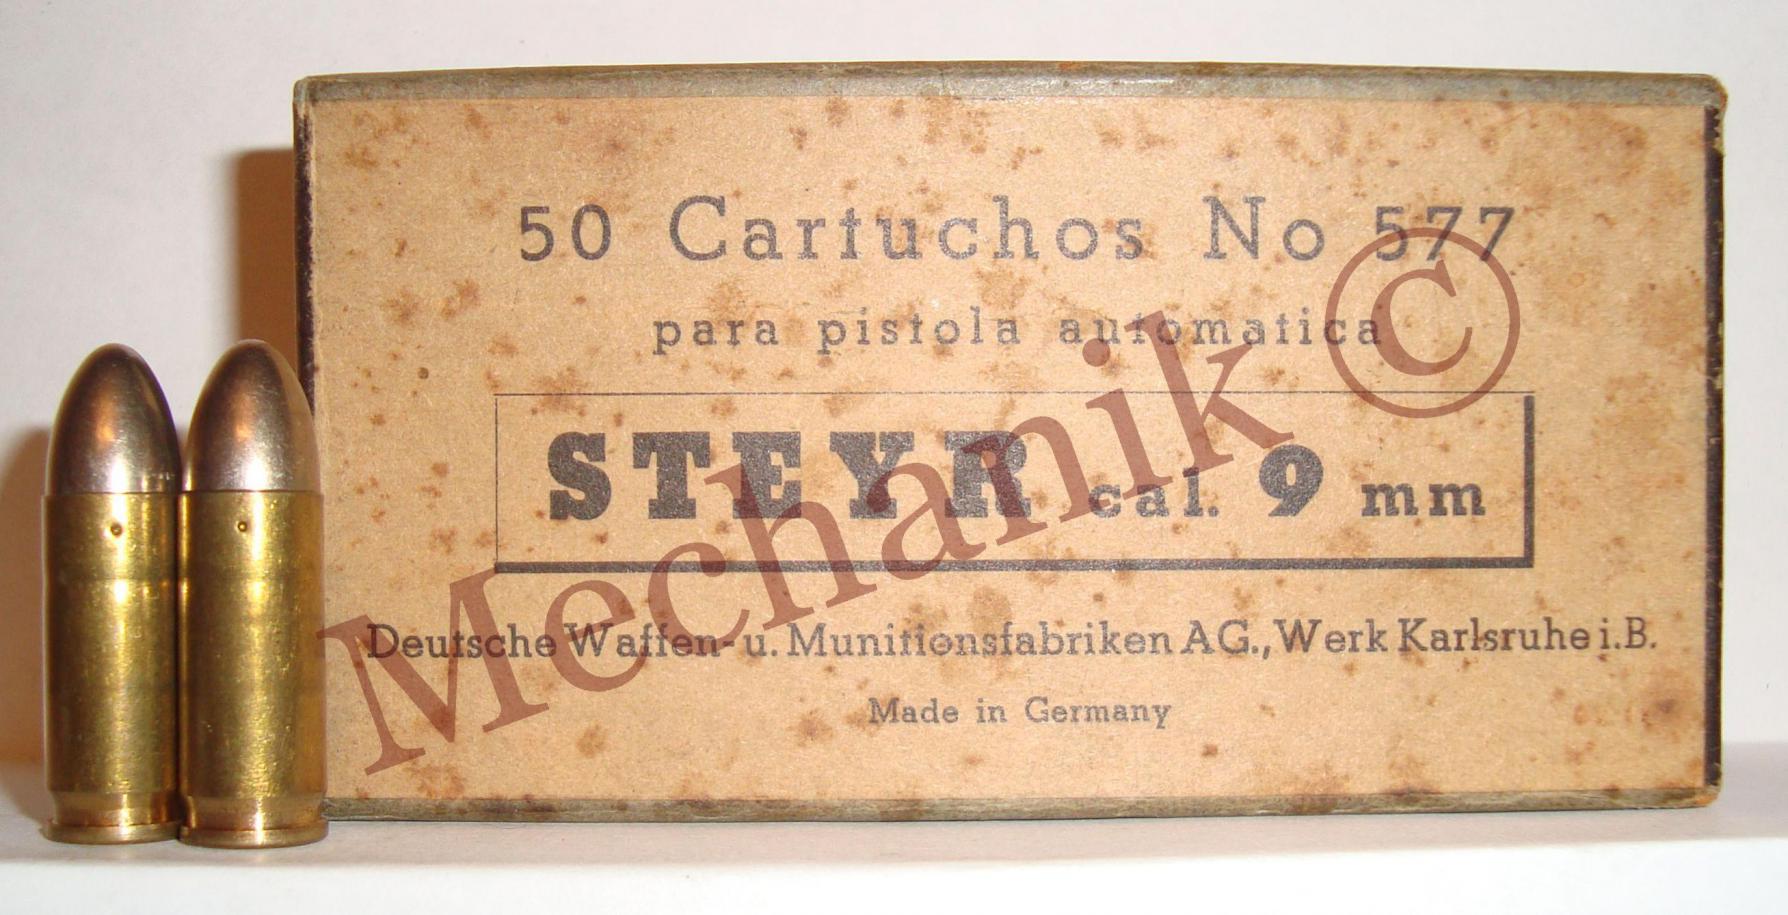 50 Cartuchos No 577
para pistola automatica
STEYR cal. 9 mm
Deutsche Waffen- u. Munitionsfabriken AG., Werk Karlsruhe i. B.
Made in Germany
Mechanik ©